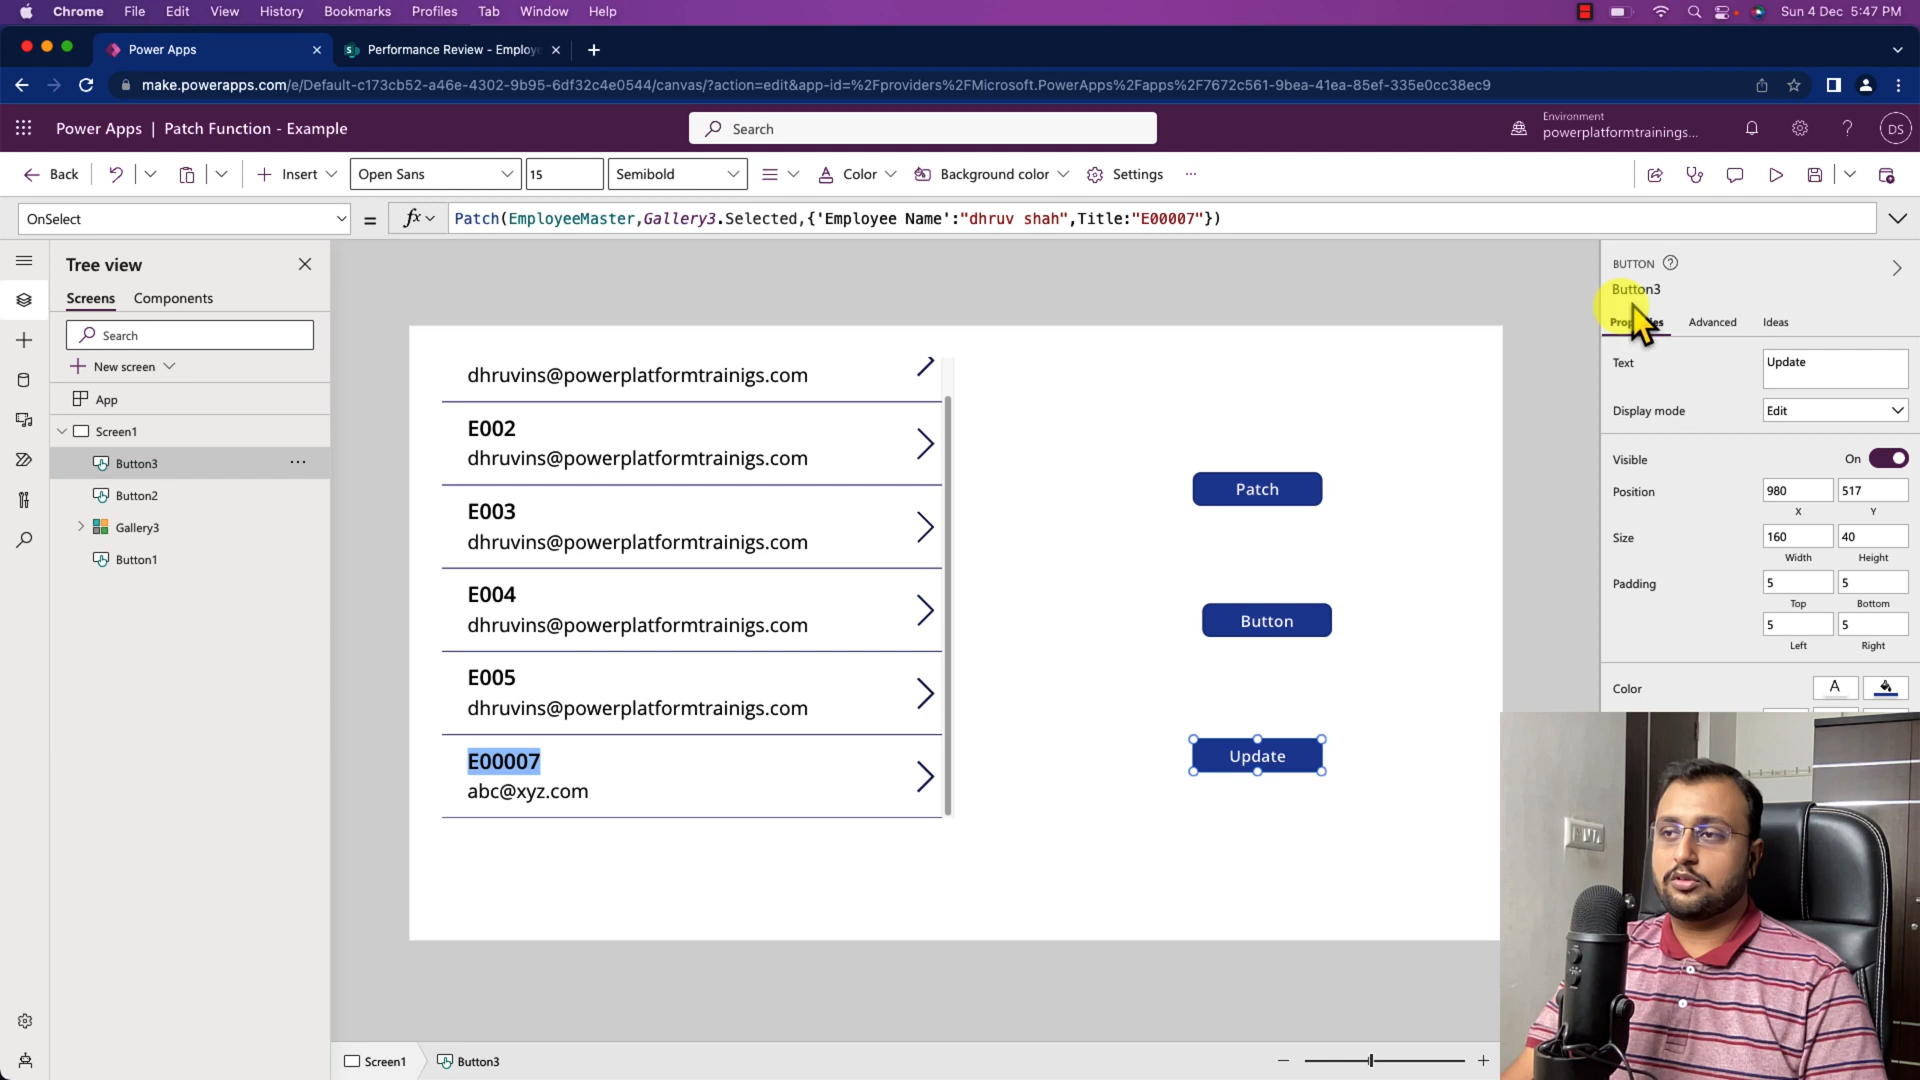 Chrome File Edit View History Bookmarks Profiles Tab Window Help Sun 4 Dec 5:47 PM
Power Apps Performance Review - Employe
make.powerapps.com/e/Default-c173cb52-a46e-4302-9b95-6df32c4e0544/canvas/?action=edit&app-id=%2Fproviders%2FMicrosoft.PowerApps%2Fapps%2F7672c561-9bea-41ea-85ef-335e0cc38ec9
Power Apps | Patch Function - Example
Search
Environment
powerplatformtrainings...
DS
Back Insert Open Sans 15 Semibold Color Background color Settings ...
OnSelect = fx Patch(EmployeeMaster,Gallery3.Selected,{'Employee Name':"dhruv shah",Title:"E00007"})
Tree view
Screens Components
Search
New screen
App
Screen1
Button3 ...
Button2
Gallery3
Button1
dhruvins@powerplatformtrainigs.com
E002
dhruvins@powerplatformtrainigs.com
E003
dhruvins@powerplatformtrainigs.com
E004
dhruvins@powerplatformtrainigs.com
E005
dhruvins@powerplatformtrainigs.com
E00007
abc@xyz.com
Patch
Button
Update
BUTTON
Button3
Properties Advanced Ideas
Text Update
Display mode Edit
Visible On
Position 980 517
X Y
Size 160 40
Width Height
Padding 5 5
Top Bottom
5 5
Left Right
Color A
Screen1 Button3